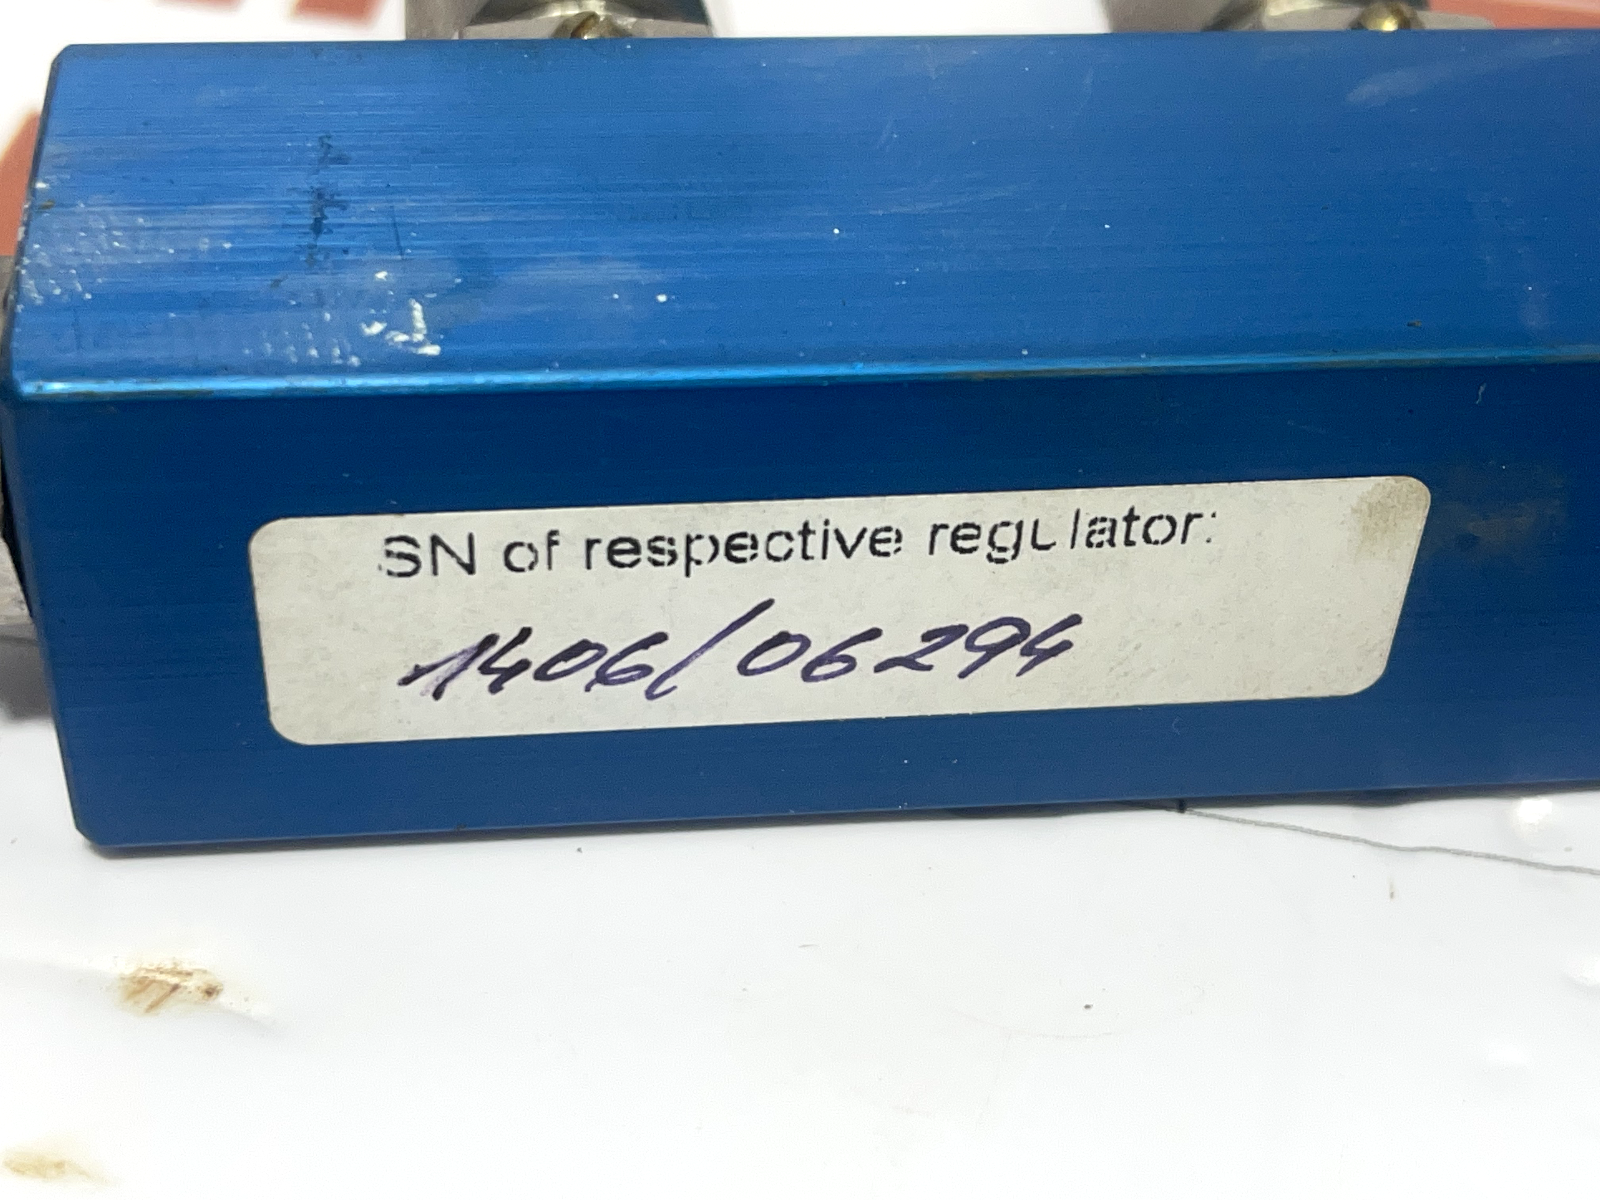 SN of respective regulator:
1406/06294